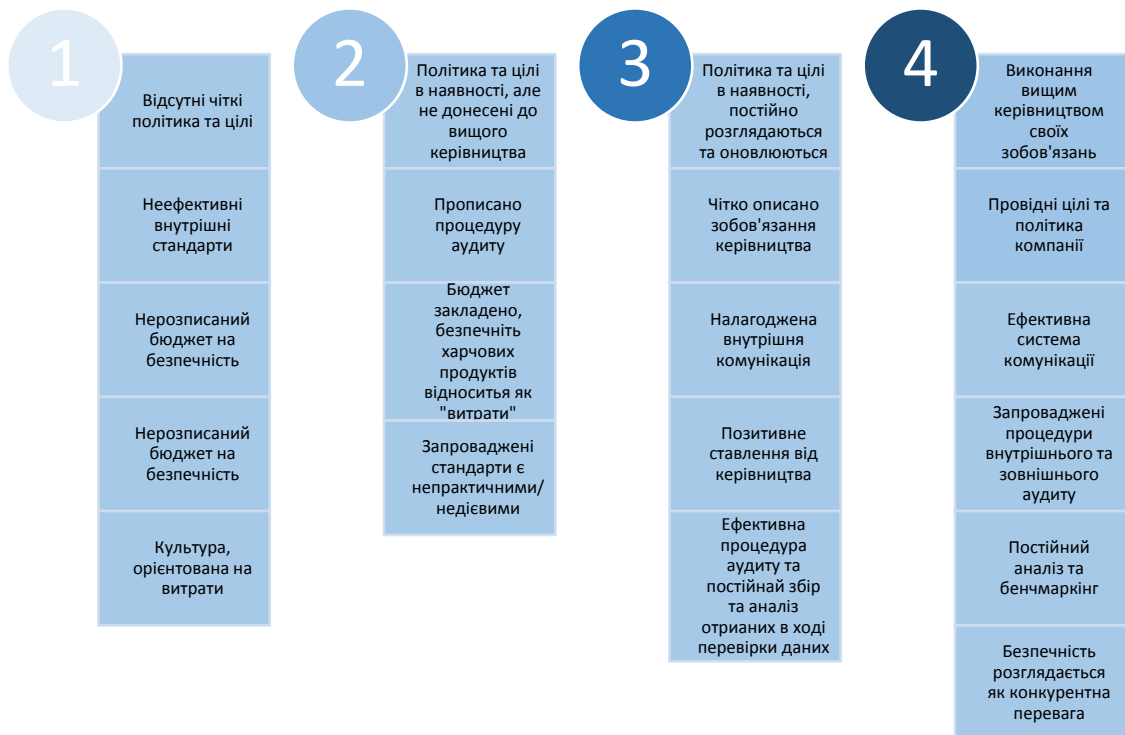 1
Відсутні чіткі
політика та цілі
Неефективні
внутрішні
стандарти
Нерозписаний
бюджет на
безпечність
Нерозписаний
бюджет на
безпечність
Культура,
орієнтована на
витрати
2
Політика та цілі
в наявності, але
не донесені до
вищого
керівництва
Прописано
процедуру
аудиту
Бюджет
закладено,
безпечніть
харчових
продуктів
відноситья як
"витрати"
Запроваджені
стандарти є
непрактичними/
недієвими
3
Політика та цілі
в наявності,
постійно
розглядаються
та оновлюються
Чітко описано
зобов'язання
керівництва
Налагоджена
внутрішня
комунікація
Позитивне
ставлення від
керівництва
Ефективна
процедура
аудиту та
постійнай збір
та аналіз
отрианих в ході
перевірки даних
4
Виконання
вищим
керівництвом
своїх
зобов'язань
Провідні цілі та
політика
компанії
Ефективна
система
комунікації
Запроваджені
процедури
внутрішнього та
зовнішнього
аудиту
Постійний
аналіз та
бенчмаркінг
Безпечність
розглядається
як конкурентна
перевага